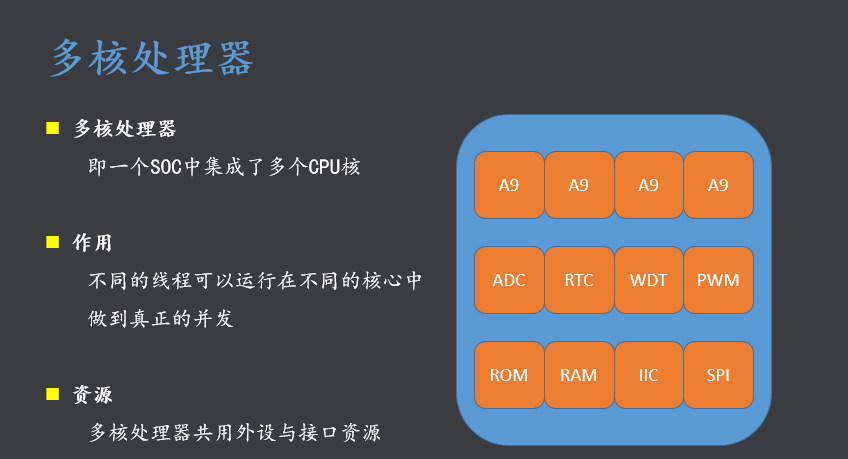 多核处理器
多核处理器
即一个SOC中集成了多个CPU核
作用
不同的线程可以运行在不同的核心中
做到真正的并发
资源
多核处理器共用外设与接口资源
A9 A9 A9 A9
ADC RTC WDT PWM
ROM RAM IIC SPI